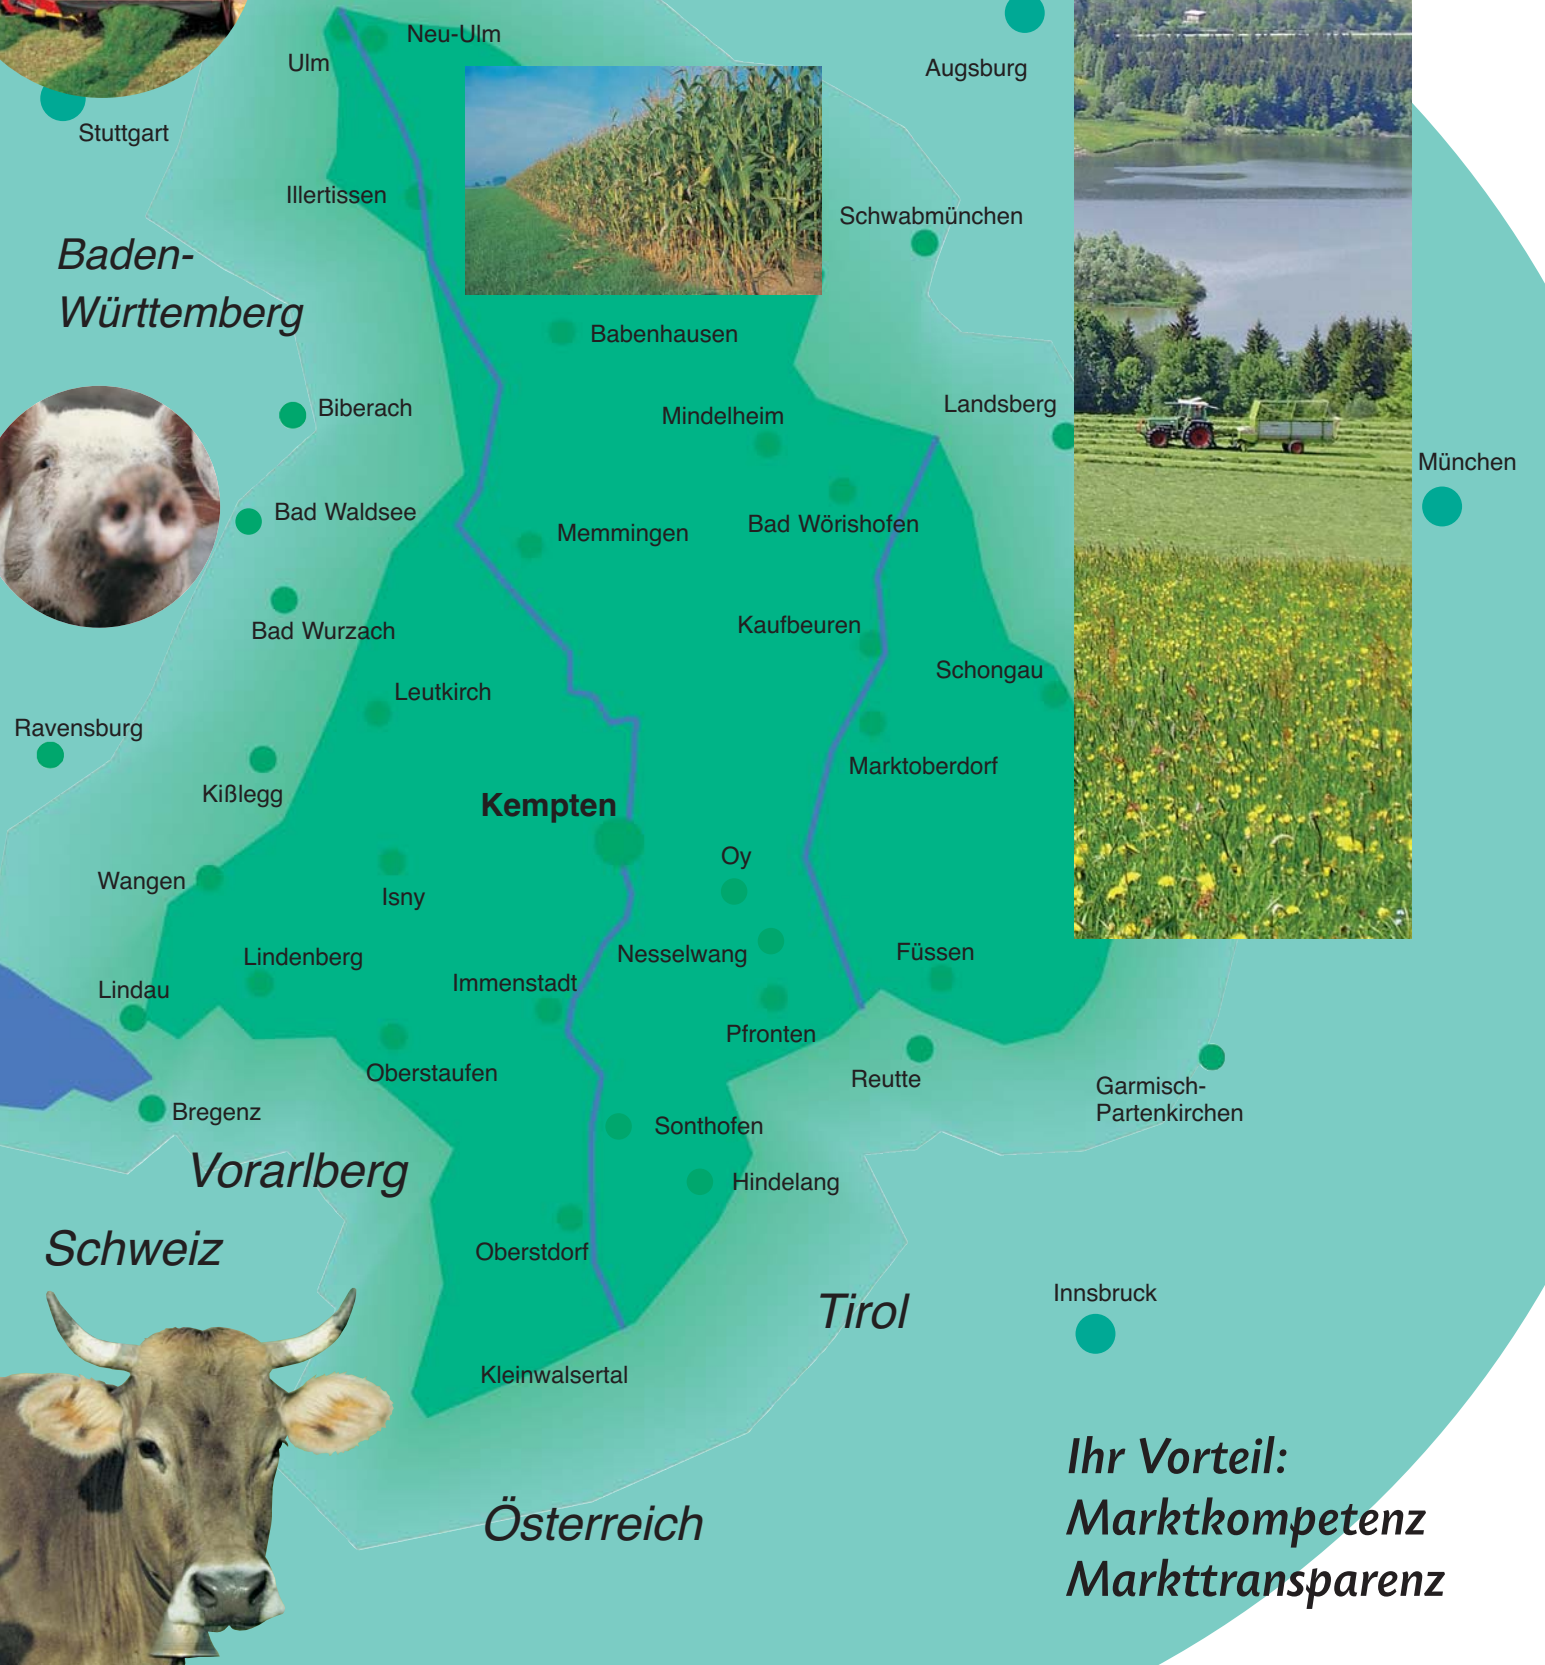 Neu-Ulm
Ulm
Augsburg
Stuttgart
Illertissen
Schwabmünchen
Baden-
Württemberg
Babenhausen
Biberach
Mindelheim
Landsberg
München
Bad Waldsee
Memmingen
Bad Wörishofen
Bad Wurzach
Kaufbeuren
Schongau
Leutkirch
Ravensburg
Marktoberdorf
Kißlegg
Kempten
Oy
Wangen
Isny
Lindenberg
Nesselwang
Füssen
Immenstadt
Lindau
Pfronten
Oberstaufen
Reutte
Garmisch-
Partenkirchen
Bregenz
Sonthofen
Vorarlberg
Hindelang
Schweiz
Oberstdorf
Tirol
Innsbruck
Kleinwalsertal
Ihr Vorteil:
Marktkompetenz
Markttransparenz
Österreich